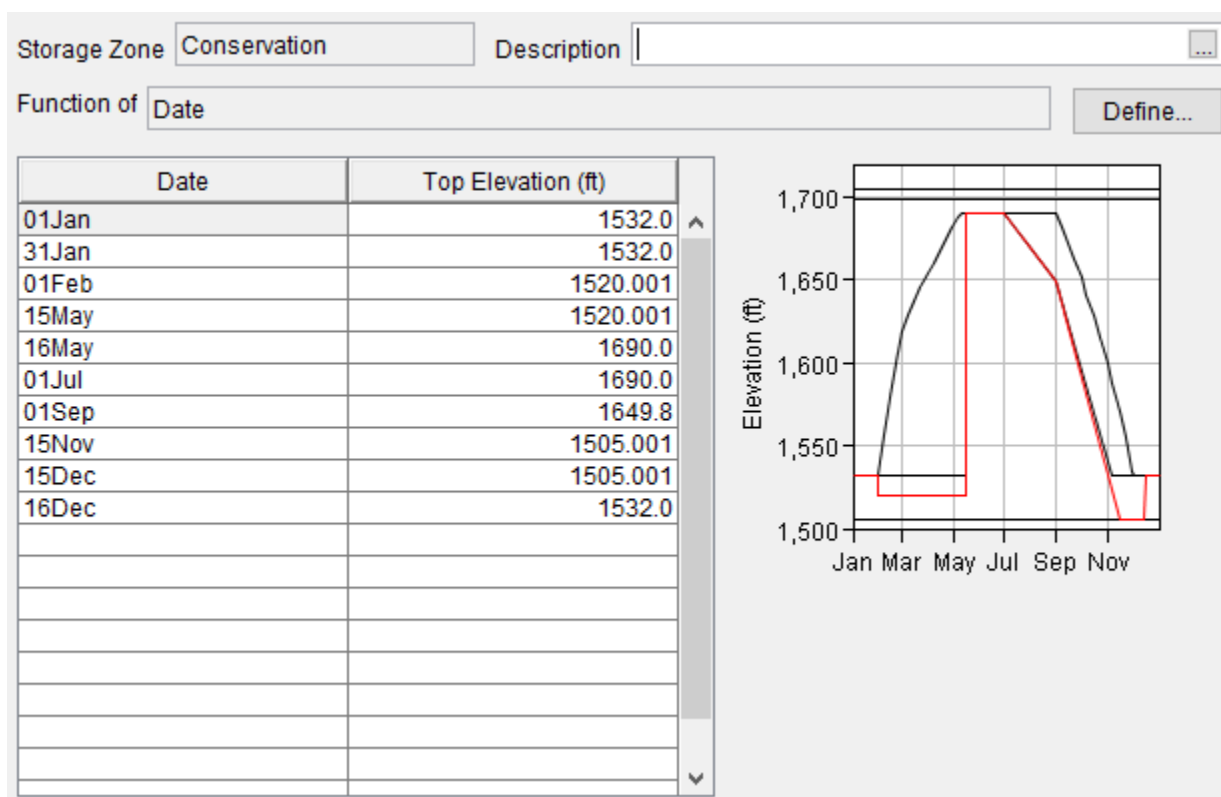 Storage Zone Conservation Description ...
Function of Date Define...
Date Top Elevation (ft)
01Jan 1532.0
31Jan 1532.0
01Feb 1520.001
15May 1520.001
16May 1690.0
01Jul 1690.0
01Sep 1649.8
15Nov 1505.001
15Dec 1505.001
16Dec 1532.0
Elevation (ft)
1,700
1,650
1,600
1,550
1,500
Jan Mar May Jul Sep Nov